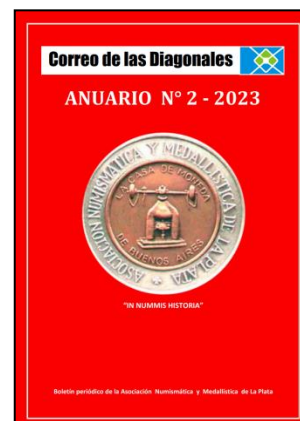 Correo de las Diagonales
ANUARIO N° 2 - 2023
ASOCIACION NUMISMATICA Y MEDALLISTICA DE LA PLATA
LA CASA DE MONEDA
DE BUENOS AIRES
"IN NUMMIS HISTORIA"
Boletín periódico de la Asociación Numismática y Medallística de La Plata